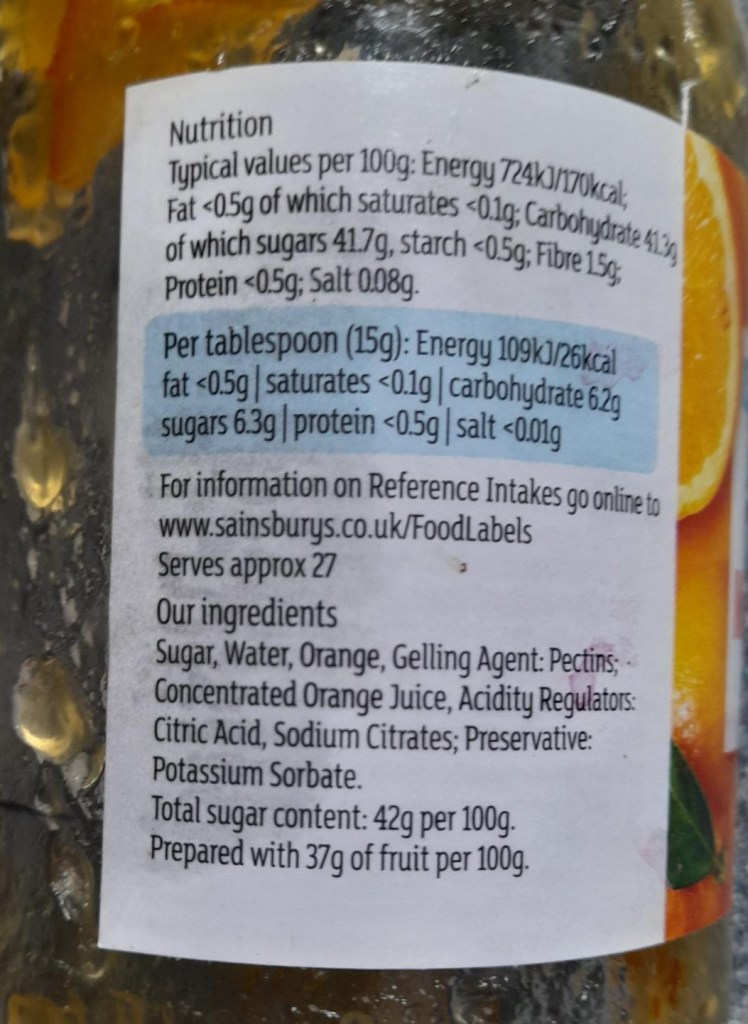 Nutrition
Typical values per 100g: Energy 724kJ/170kcal;
Fat <0.5g of which saturates <0.1g; Carbohydrate 41.3g
of which sugars 41.7g, starch <0.5g; Fibre 1.5g;
Protein <0.5g; Salt 0.08g.
Per tablespoon (15g): Energy 109kJ/26kcal
fat <0.5g | saturates <0.1g | carbohydrate 6.2g
sugars 6.3g | protein <0.5g | salt <0.01g
For information on Reference Intakes go online to
www.sainsburys.co.uk/FoodLabels
Serves approx 27
Our ingredients
Sugar, Water, Orange, Gelling Agent: Pectins;
Concentrated Orange Juice, Acidity Regulators:
Citric Acid, Sodium Citrates; Preservative:
Potassium Sorbate.
Total sugar content: 42g per 100g.
Prepared with 37g of fruit per 100g.